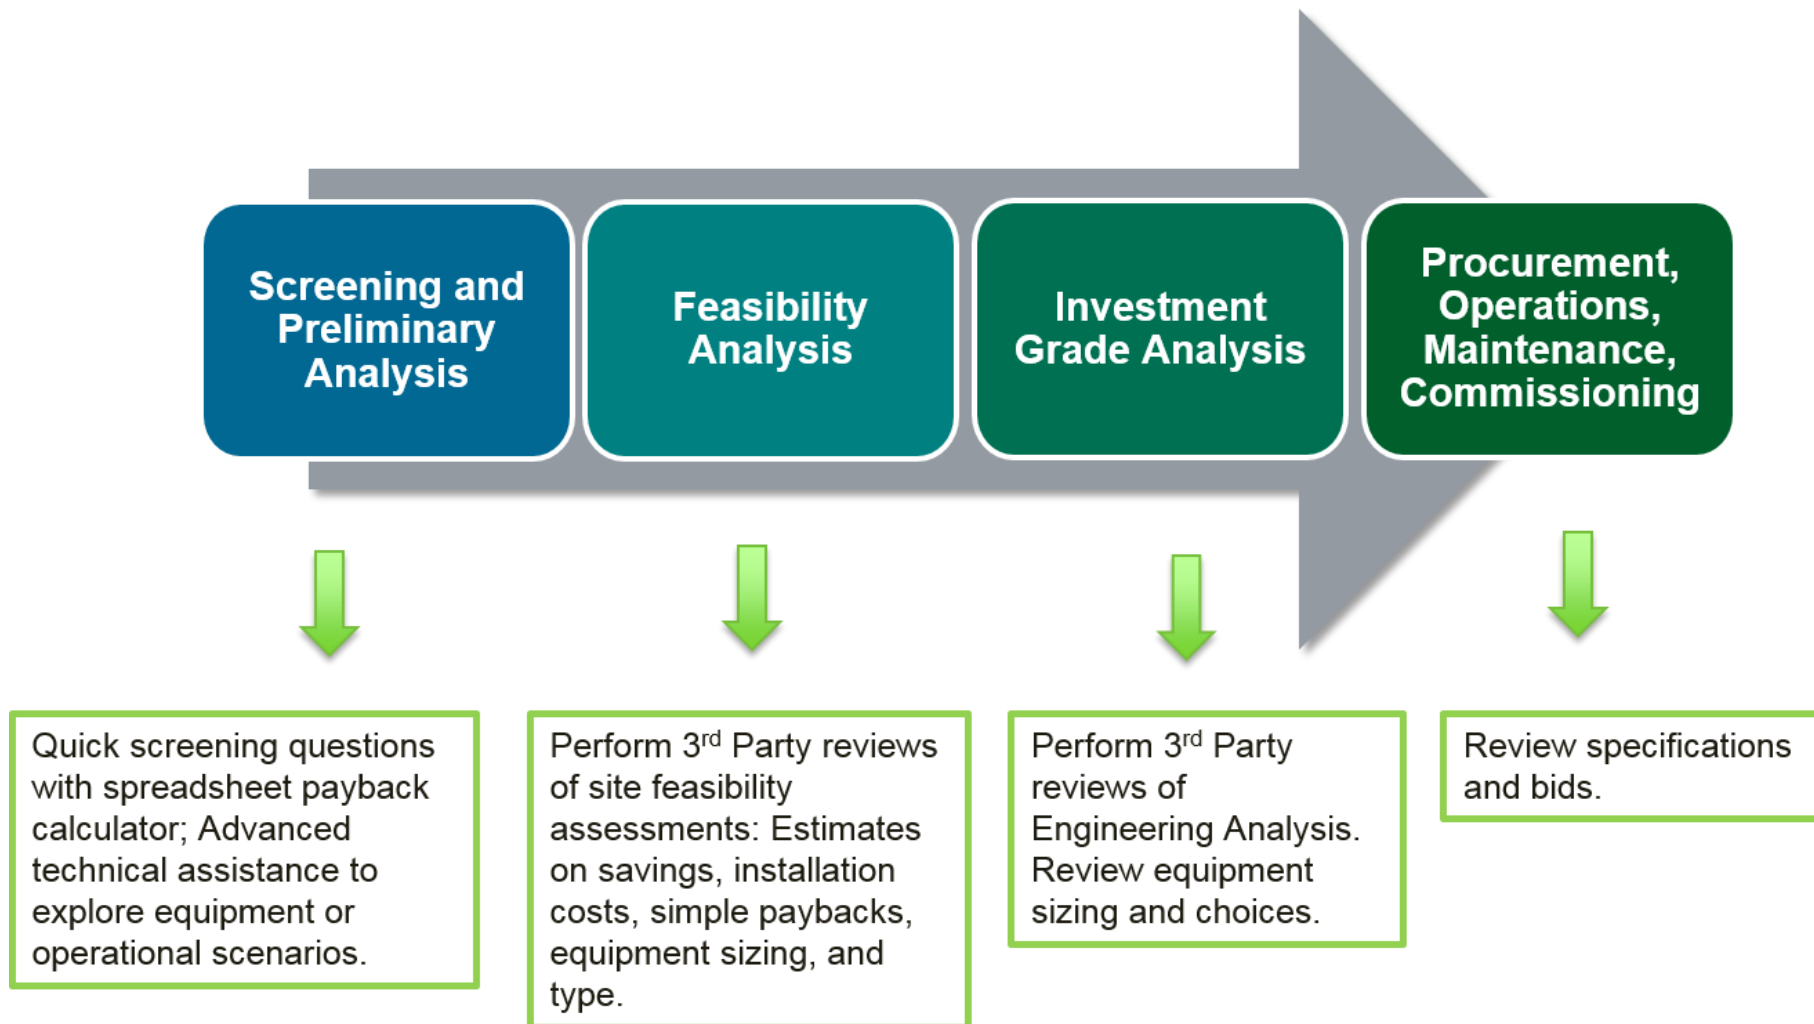 Screening and
Preliminary
Analysis
Feasibility
Analysis
Investment
Grade Analysis
Procurement,
Operations,
Maintenance,
Commissioning
Quick screening questions
with spreadsheet payback
calculator; Advanced
technical assistance to
explore equipment or
operational scenarios.
Perform 3rd Party reviews
of site feasibility
assessments: Estimates
on savings, installation
costs, simple paybacks,
equipment sizing, and
type.
Perform 3rd Party
reviews of
Engineering Analysis.
Review equipment
sizing and choices.
Review specifications
and bids.